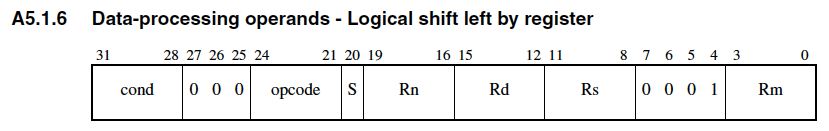 A5.1.6 Data-processing operands - Logical shift left by register
31 28 27 26 25 24 21 20 19 16 15 12 11 8 7 6 5 4 3 0
cond 0 0 0 opcode S Rn Rd Rs 0 0 0 1 Rm